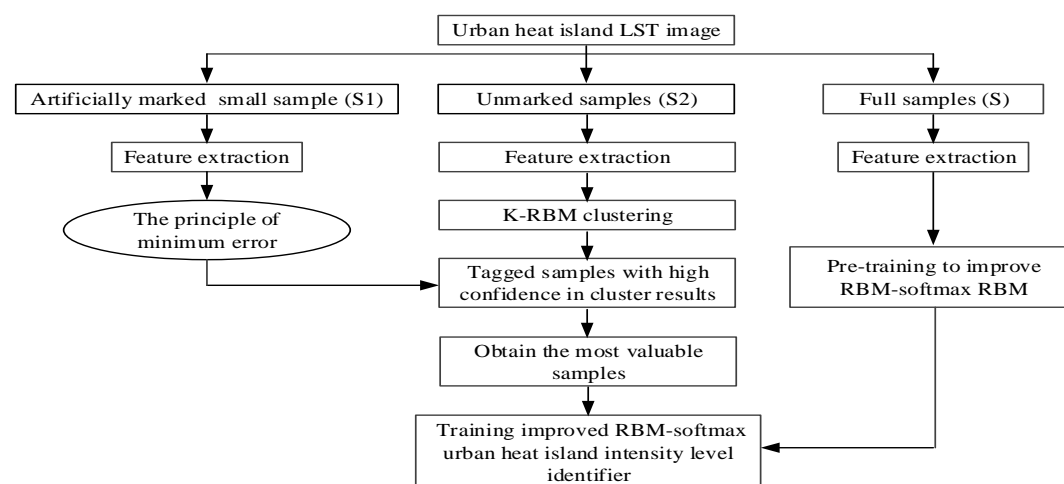 Urban heat island LST image
Artificially marked small sample (S1)
Unmarked samples (S2)
Full samples (S)
Feature extraction
Feature extraction
Feature extraction
The principle of
minimum error
K-RBM clustering
Tagged samples with high
confidence in cluster results
Pre-training to improve
RBM-softmax RBM
Obtain the most valuable
samples
Training improved RBM-softmax
urban heat island intensity level
identifier